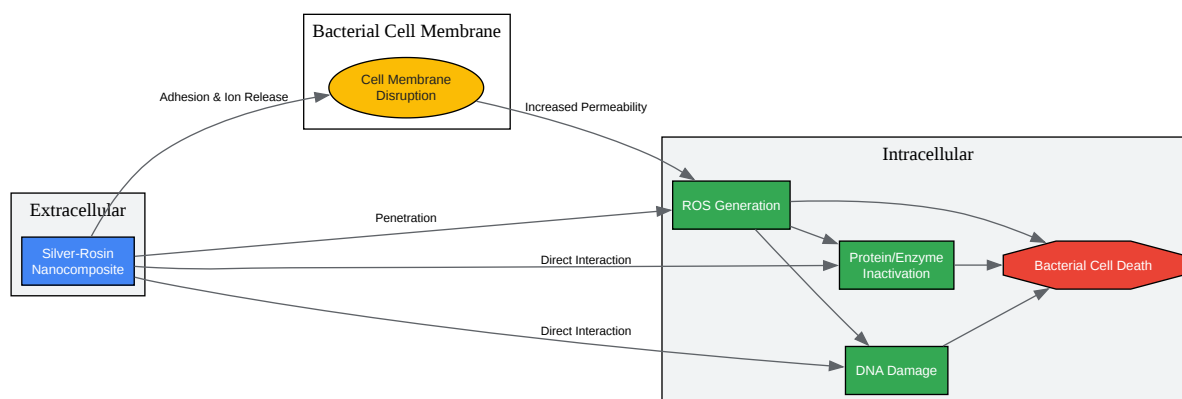 Bacterial Cell Membrane
Cell Membrane
Disruption
Adhesion & Ion Release
Increased Permeability
Intracellular
Extracellular
ROS Generation
Penetration
Silver-Rosin
Nanocomposite
Direct Interaction
Protein/Enzyme
Inactivation
Bacterial Cell Death
Direct Interaction
DNA Damage